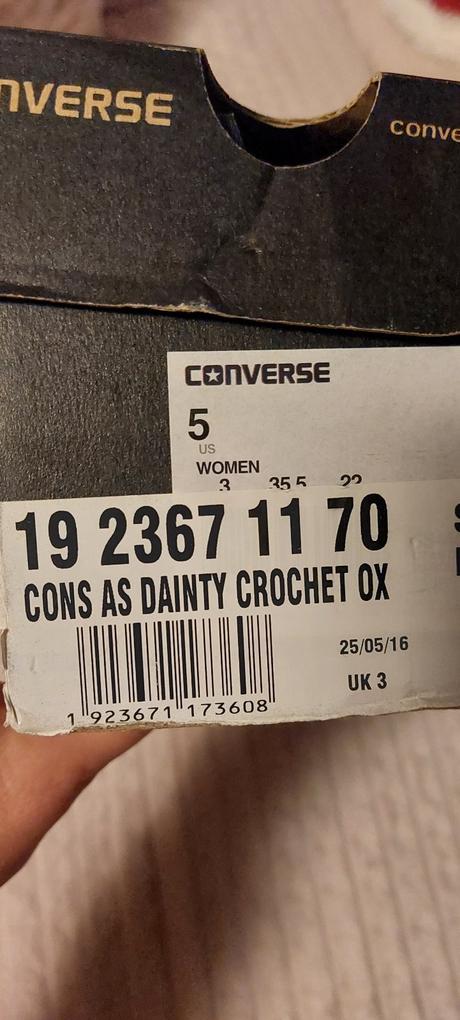 NVERSE
conve
CONVERSE
5
US
WOMEN
3 35.5 22
19 2367 11 70
CONS AS DAINTY CROCHET OX
25/05/16
UK 3
1 923671 173608